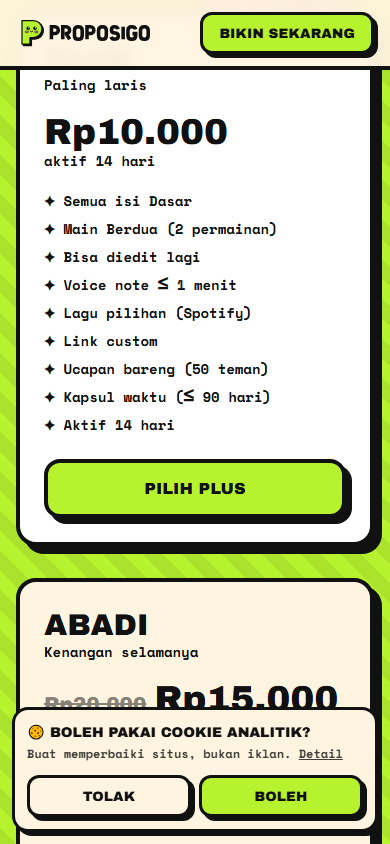 PROPOSIGO
BIKIN SEKARANG
Paling laris
Rp10.000
aktif 14 hari
✦ Semua isi Dasar
✦ Main Berdua (2 permainan)
✦ Bisa diedit lagi
✦ Voice note ≤ 1 menit
✦ Lagu pilihan (Spotify)
✦ Link custom
✦ Ucapan bareng (50 teman)
✦ Kapsul waktu (≤ 90 hari)
✦ Aktif 14 hari
PILIH PLUS
ABADI
Kenangan selamanya
Rp20.000 Rp15.000
🍪 BOLEH PAKAI COOKIE ANALITIK?
Buat memperbaiki situs, bukan iklan. Detail
TOLAK
BOLEH